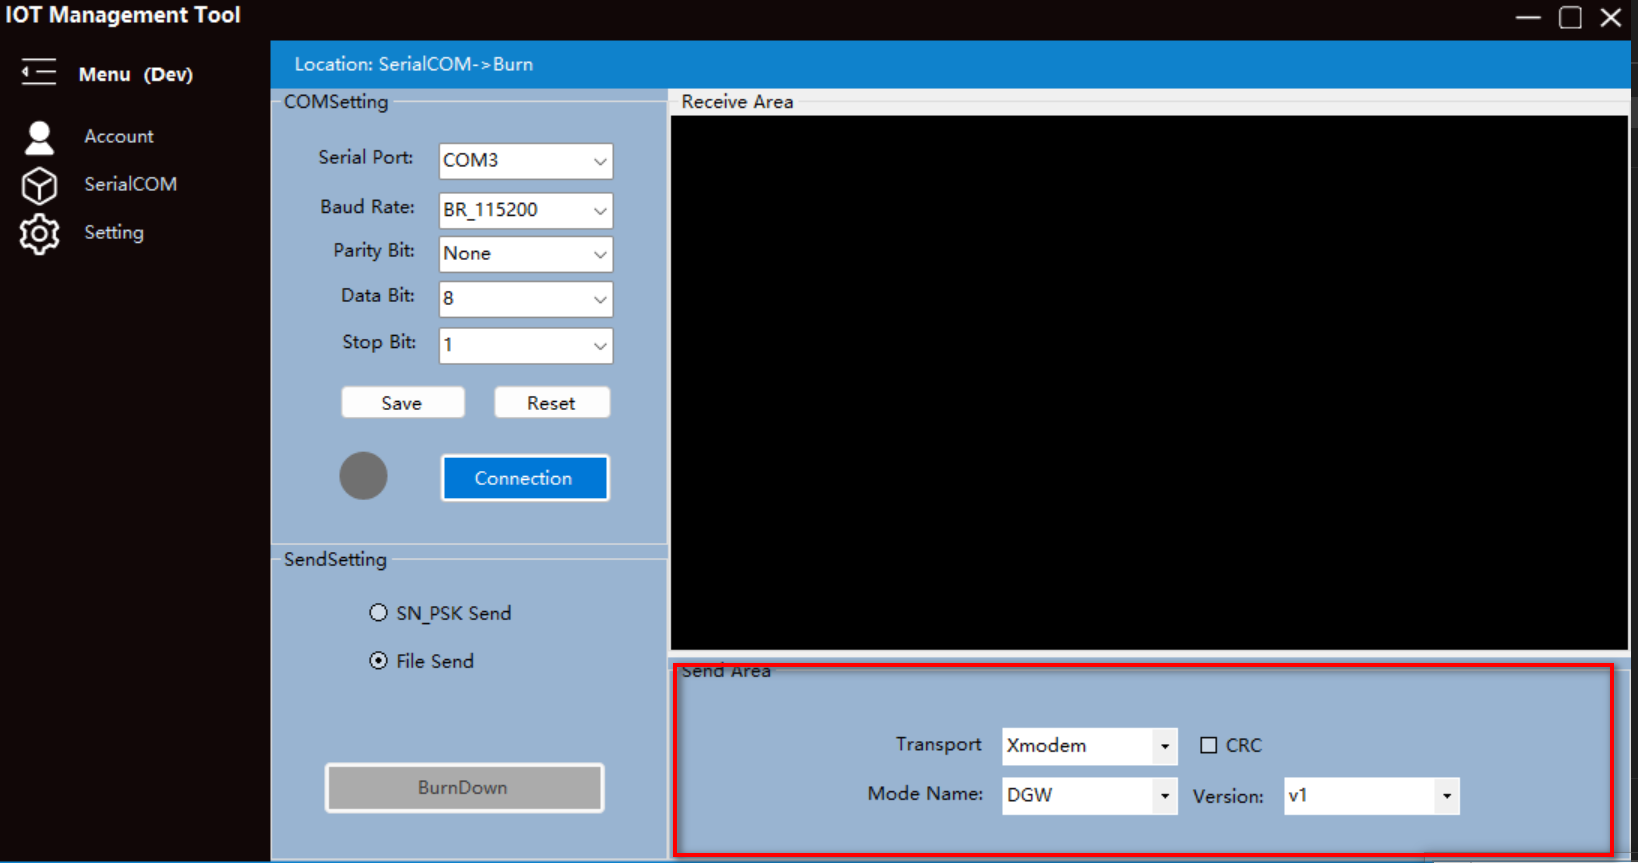 IOT Management Tool
Menu (Dev)
Account
SerialCOM
Setting
Location: SerialCOM->Burn
COMSetting
Serial Port: COM3
Baud Rate: BR_115200
Parity Bit: None
Data Bit: 8
Stop Bit: 1
Save Reset
Connection
SendSetting
SN_PSK Send
File Send
BurnDown
Receive Area
Send Area
Transport Xmodem CRC
Mode Name: DGW Version: v1